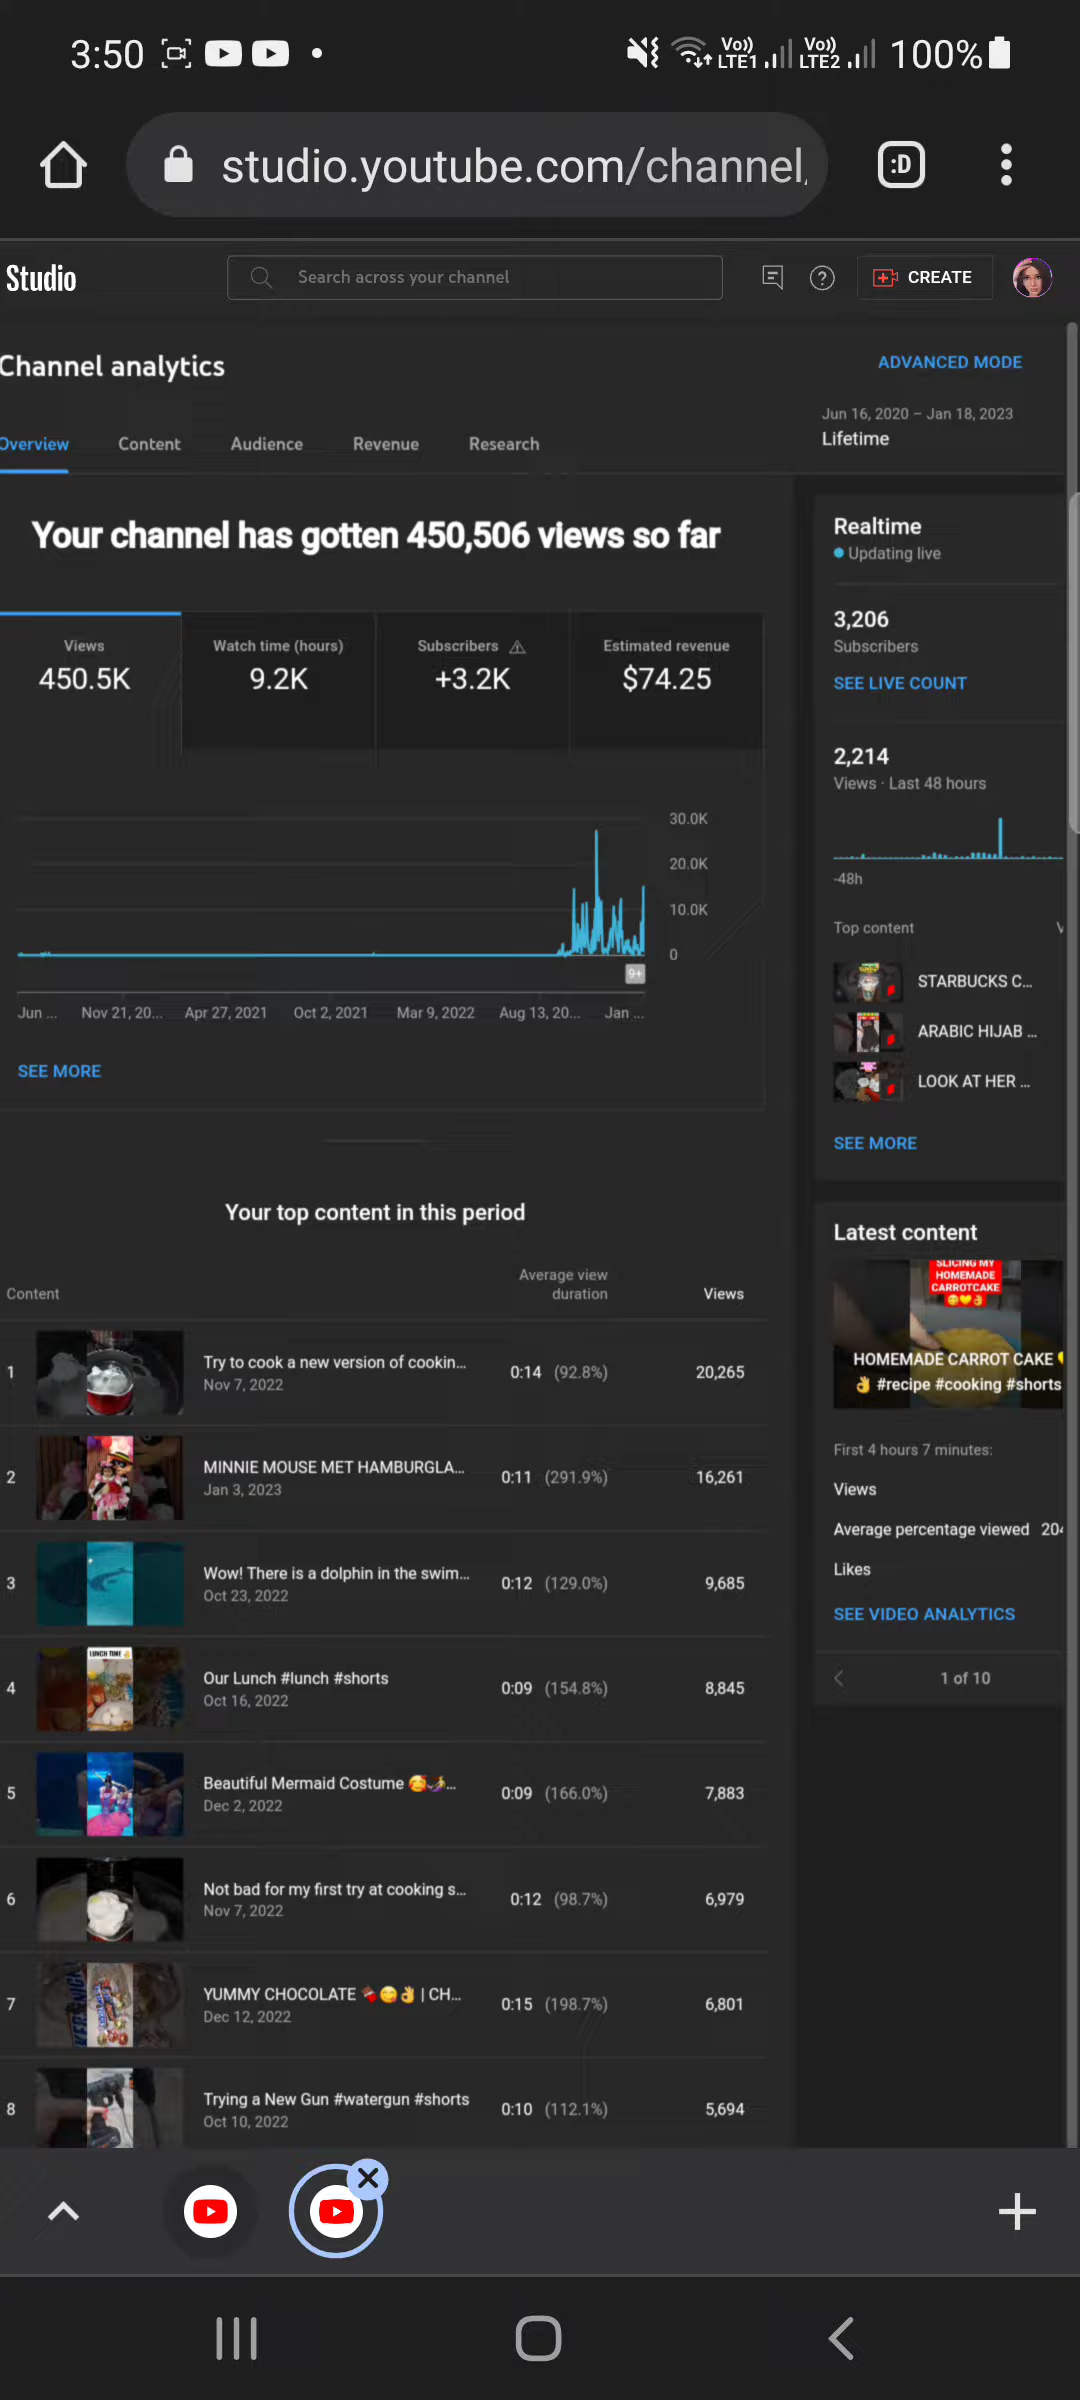 3:50
Vo)) LTE1 Vo)) LTE2 100%
studio.youtube.com/channel
:D
Studio
Search across your channel
CREATE
Channel analytics
ADVANCED MODE
Jun 16, 2020 – Jan 18, 2023
Lifetime
Overview Content Audience Revenue Research
Your channel has gotten 450,506 views so far
Views
450.5K
Watch time (hours)
9.2K
Subscribers
+3.2K
Estimated revenue
$74.25
30.0K
20.0K
10.0K
0
9+
Jun ... Nov 21, 20... Apr 27, 2021 Oct 2, 2021 Mar 9, 2022 Aug 13, 20... Jan ...
SEE MORE
Realtime
Updating live
3,206
Subscribers
SEE LIVE COUNT
2,214
Views · Last 48 hours
-48h
Top content
STARBUCKS C...
ARABIC HIJAB ...
LOOK AT HER ...
SEE MORE
Your top content in this period
Content Average view duration Views
1 Try to cook a new version of cookin... 0:14 (92.8%) 20,265
Nov 7, 2022
2 MINNIE MOUSE MET HAMBURGLA... 0:11 (291.9%) 16,261
Jan 3, 2023
3 Wow! There is a dolphin in the swim... 0:12 (129.0%) 9,685
Oct 23, 2022
LUNCH TIME
4 Our Lunch #lunch #shorts 0:09 (154.8%) 8,845
Oct 16, 2022
5 Beautiful Mermaid Costume 🥰🧜‍♀️... 0:09 (166.0%) 7,883
Dec 2, 2022
6 Not bad for my first try at cooking s... 0:12 (98.7%) 6,979
Nov 7, 2022
7 YUMMY CHOCOLATE 🍫😋👌 | CH... 0:15 (198.7%) 6,801
Dec 12, 2022
8 Trying a New Gun #watergun #shorts 0:10 (112.1%) 5,694
Oct 10, 2022
Latest content
SLICING MY
HOMEMADE
CARROTCAKE
😋💛👌
HOMEMADE CARROT CAKE
👌 #recipe #cooking #shorts
First 4 hours 7 minutes:
Views
Average percentage viewed 204
Likes
SEE VIDEO ANALYTICS
1 of 10